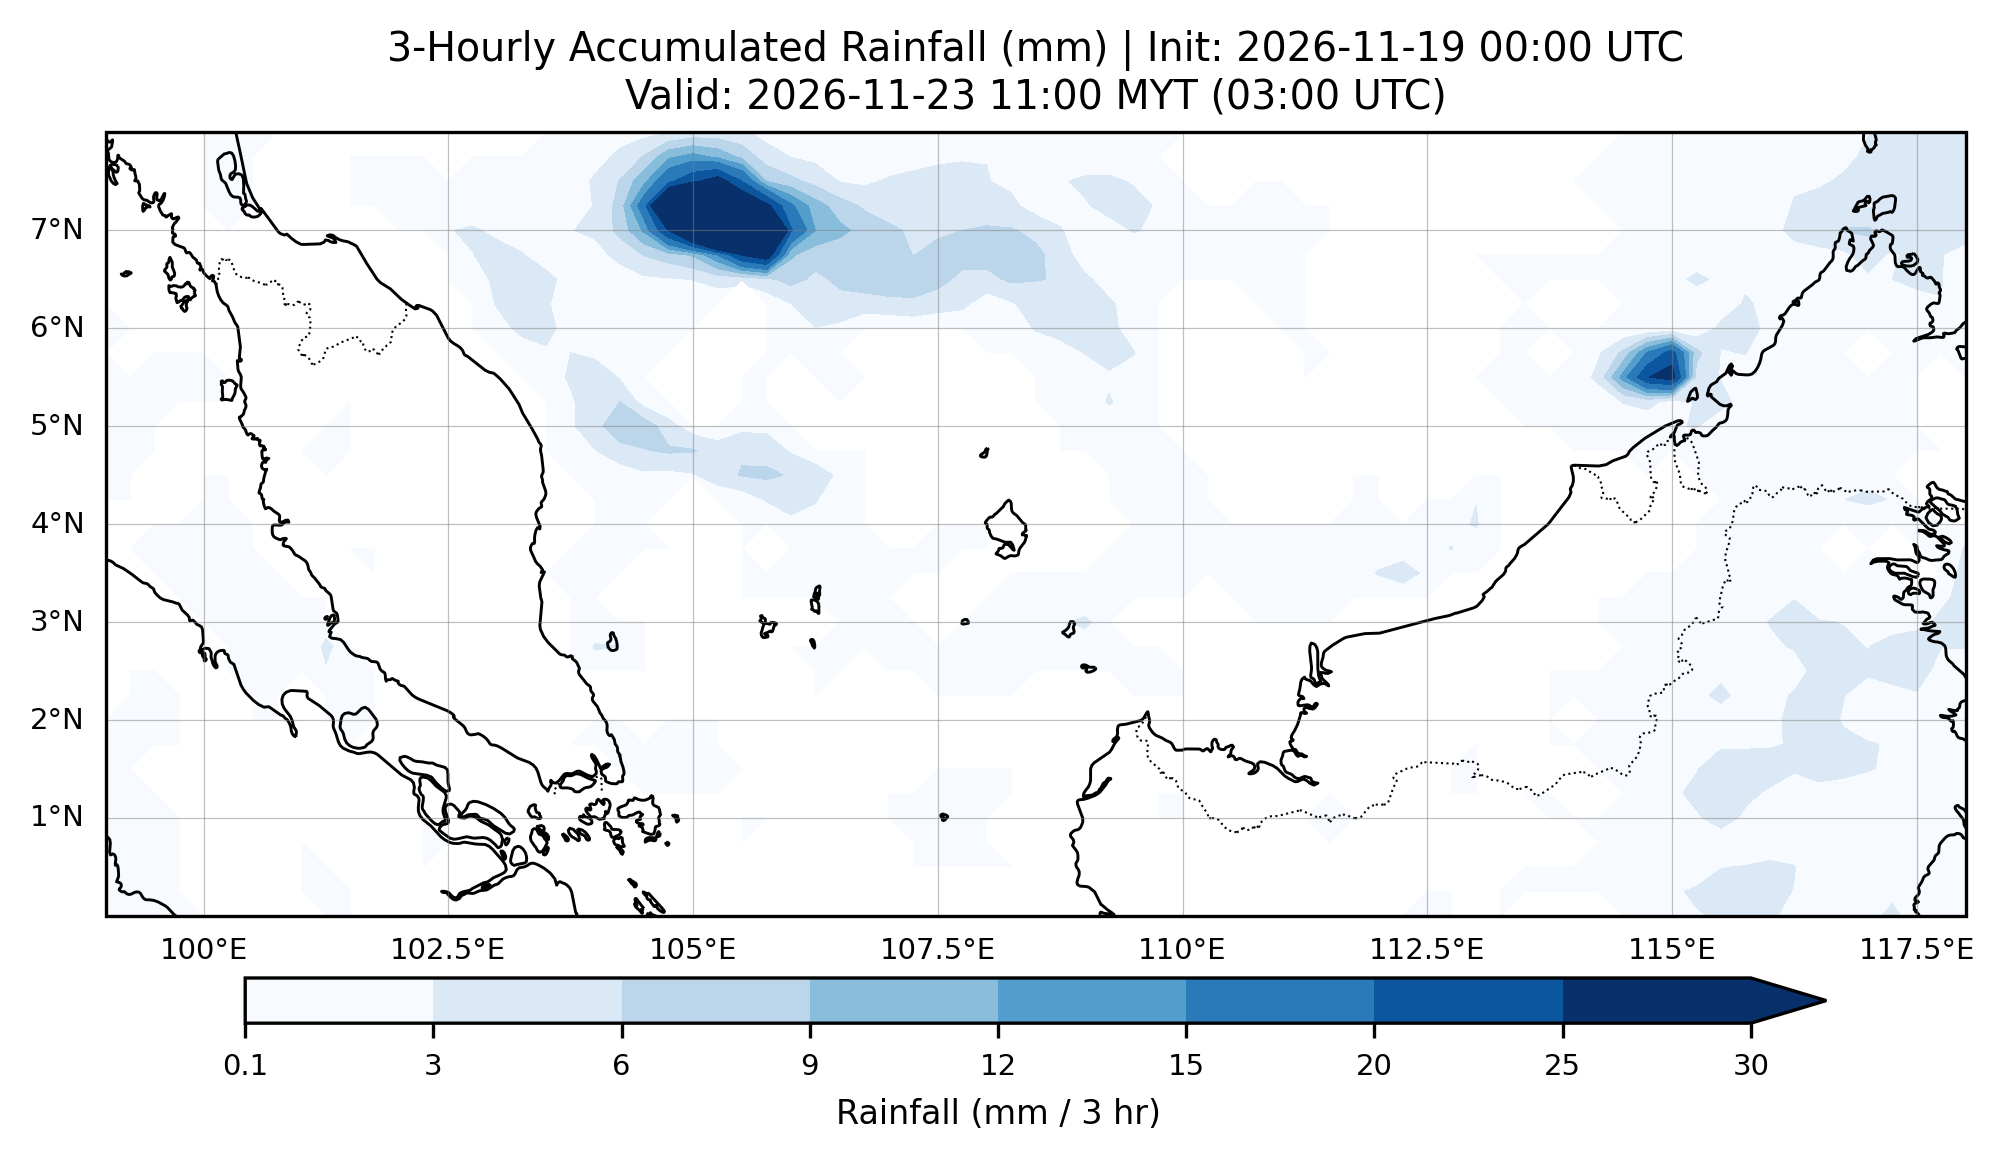 3-Hourly Accumulated Rainfall (mm) | Init: 2026-11-19 00:00 UTC
Valid: 2026-11-23 11:00 MYT (03:00 UTC)
7°N
6°N
5°N
4°N
3°N
2°N
1°N
100°E 102.5°E 105°E 107.5°E 110°E 112.5°E 115°E 117.5°E
0.1 3 6 9 12 15 20 25 30
Rainfall (mm / 3 hr)